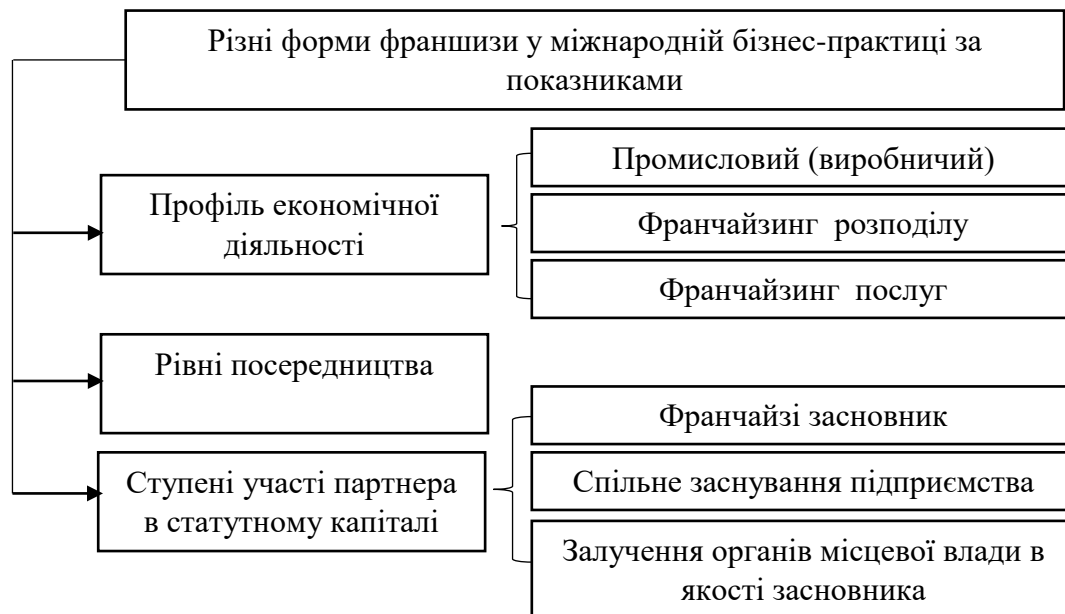 Різні форми франшизи у міжнародній бізнес-практиці за
показниками
Профіль економічної
діяльності
Промисловий (виробничий)
Франчайзинг розподілу
Франчайзинг послуг
Рівні посередництва
Ступені участі партнера
в статутному капіталі
Франчайзі засновник
Спільне заснування підприємства
Залучення органів місцевої влади в
якості засновника